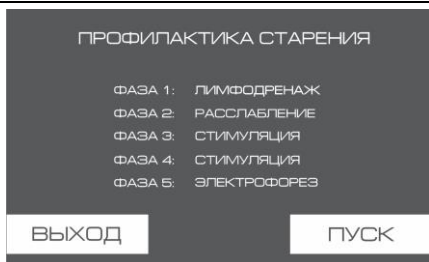 ПРОФИЛАКТИКА СТАРЕНИЯ
ФАЗА 1: ЛИМФОДРЕНАЖ
ФАЗА 2: РАССЛАБЛЕНИЕ
ФАЗА 3: СТИМУЛЯЦИЯ
ФАЗА 4: СТИМУЛЯЦИЯ
ФАЗА 5: ЭЛЕКТРОФОРЕЗ
ВЫХОД ПУСК